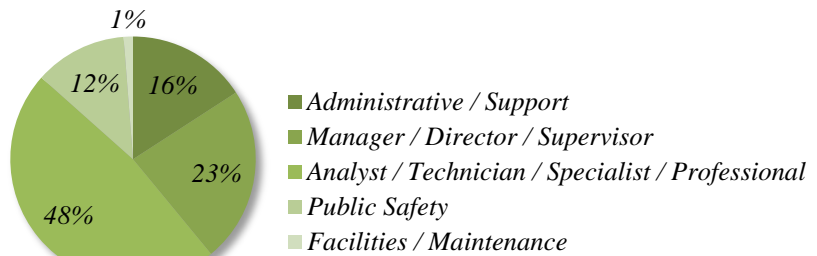 1%
12%
16%
23%
48%
Administrative / Support
Manager / Director / Supervisor
Analyst / Technician / Specialist / Professional
Public Safety
Facilities / Maintenance